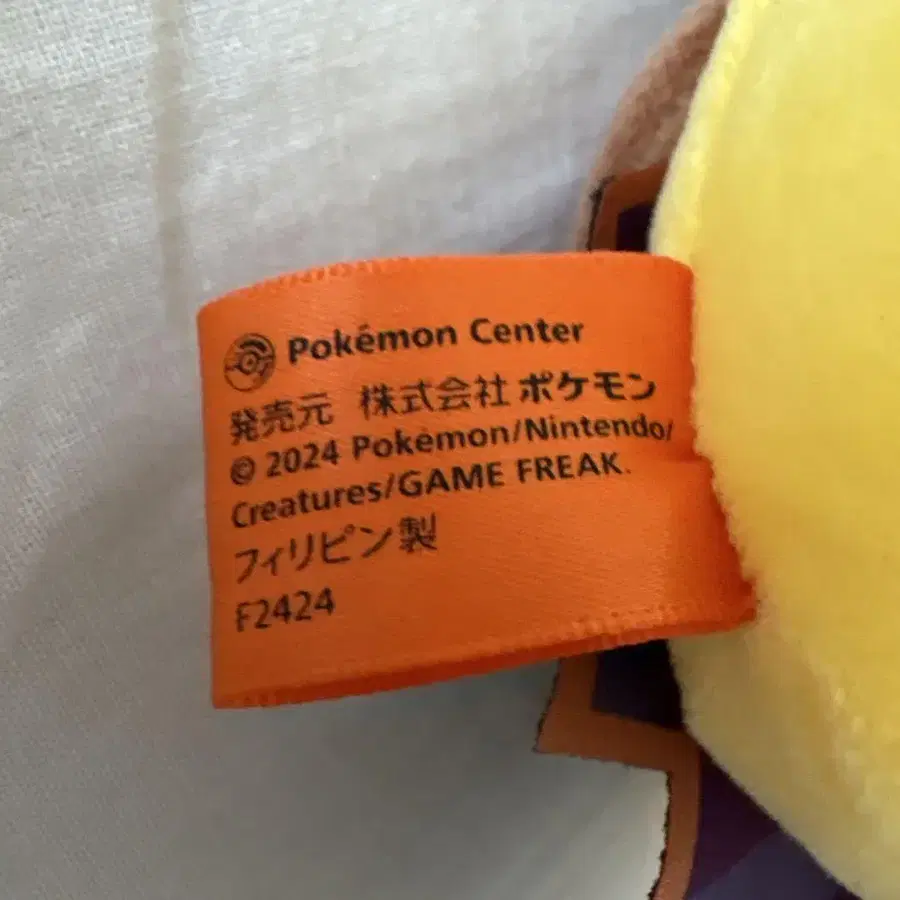 Pokémon Center
発売元 株式会社ポケモン
© 2024 Pokémon/Nintendo/
Creatures/GAME FREAK.
フィリピン製
F2424